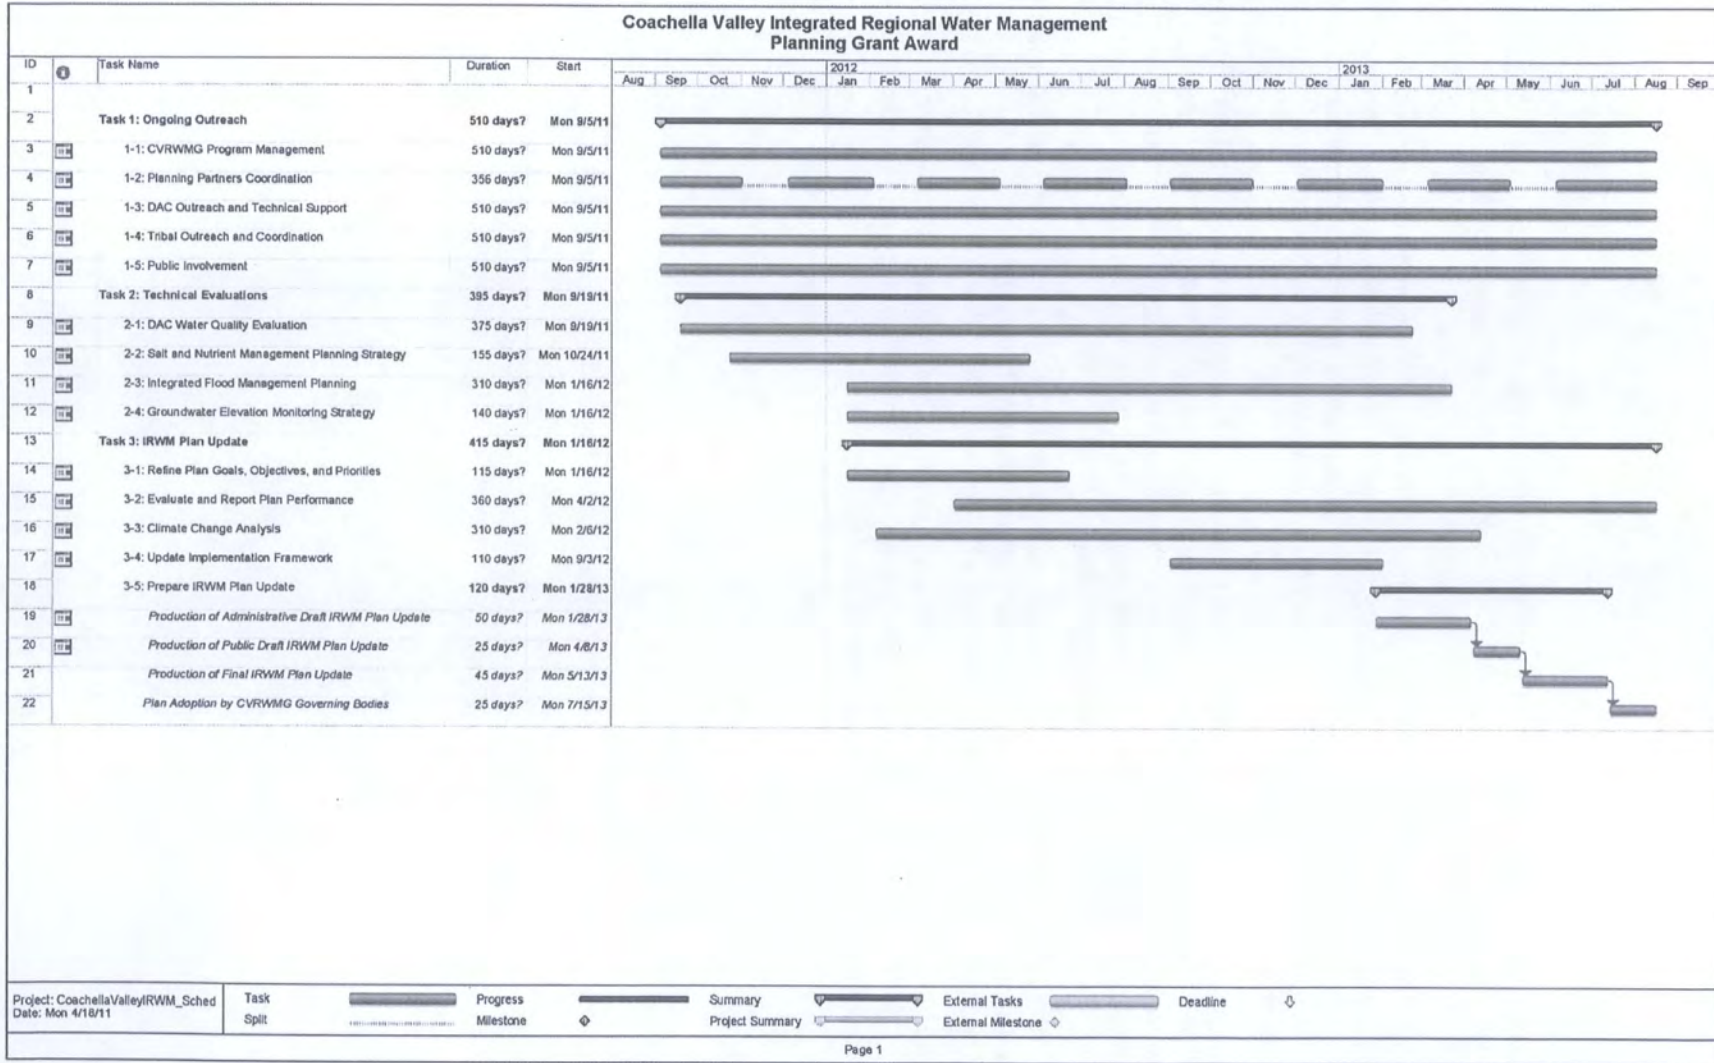 Coachella Valley Integrated Regional Water Management
Planning Grant Award
ID Task Name Duration Start
2012 2013
Aug Sep Oct Nov Dec Jan Feb Mar Apr May Jun Jul Aug Sep Oct Nov Dec Jan Feb Mar Apr May Jun Jul Aug Sep
1
2 Task 1: Ongoing Outreach 510 days? Mon 9/5/11
3 1-1: CVRWMG Program Management 510 days? Mon 9/5/11
4 1-2: Planning Partners Coordination 356 days? Mon 9/5/11
5 1-3: DAC Outreach and Technical Support 510 days? Mon 9/5/11
6 1-4: Tribal Outreach and Coordination 510 days? Mon 9/5/11
7 1-5: Public Involvement 510 days? Mon 9/5/11
8 Task 2: Technical Evaluations 395 days? Mon 9/19/11
9 2-1: DAC Water Quality Evaluation 375 days? Mon 9/19/11
10 2-2: Salt and Nutrient Management Planning Strategy 155 days? Mon 10/24/11
11 2-3: Integrated Flood Management Planning 310 days? Mon 1/16/12
12 2-4: Groundwater Elevation Monitoring Strategy 140 days? Mon 1/16/12
13 Task 3: IRWM Plan Update 415 days? Mon 1/16/12
14 3-1: Refine Plan Goals, Objectives, and Priorities 115 days? Mon 1/16/12
15 3-2: Evaluate and Report Plan Performance 360 days? Mon 4/2/12
16 3-3: Climate Change Analysis 310 days? Mon 2/6/12
17 3-4: Update Implementation Framework 110 days? Mon 9/3/12
18 3-5: Prepare IRWM Plan Update 120 days? Mon 1/28/13
19 Production of Administrative Draft IRWM Plan Update 50 days? Mon 1/28/13
20 Production of Public Draft IRWM Plan Update 25 days? Mon 4/8/13
21 Production of Final IRWM Plan Update 45 days? Mon 5/13/13
22 Plan Adoption by CVRWMG Governing Bodies 25 days? Mon 7/15/13
Project: CoachellaValleyIRWM_Sched
Date: Mon 4/18/11
Task Progress Summary External Tasks Deadline
Split Milestone Project Summary External Milestone
Page 1